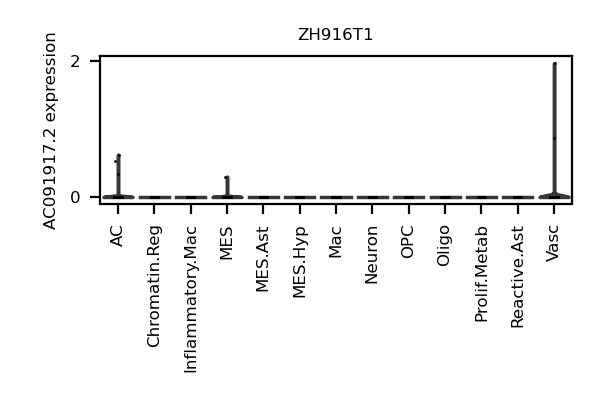 ZH916T1
AC091917.2 expression
2
0
AC
Chromatin.Reg
Inflammatory.Mac
MES
MES.Ast
MES.Hyp
Mac
Neuron
OPC
Oligo
Prolif.Metab
Reactive.Ast
Vasc